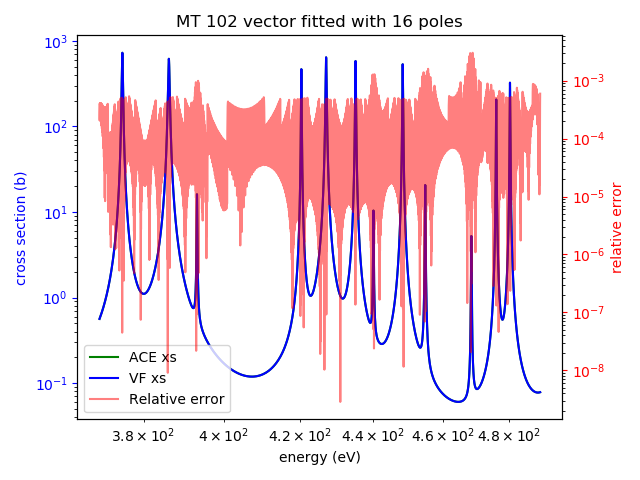 MT 102 vector fitted with 16 poles
10³
10²
10¹
10⁰
10⁻¹
cross section (b)
ACE xs
VF xs
Relative error
3.8 × 10²
4 × 10²
4.2 × 10²
4.4 × 10²
4.6 × 10²
4.8 × 10²
energy (eV)
10⁻³
10⁻⁴
10⁻⁵
10⁻⁶
10⁻⁷
10⁻⁸
relative error